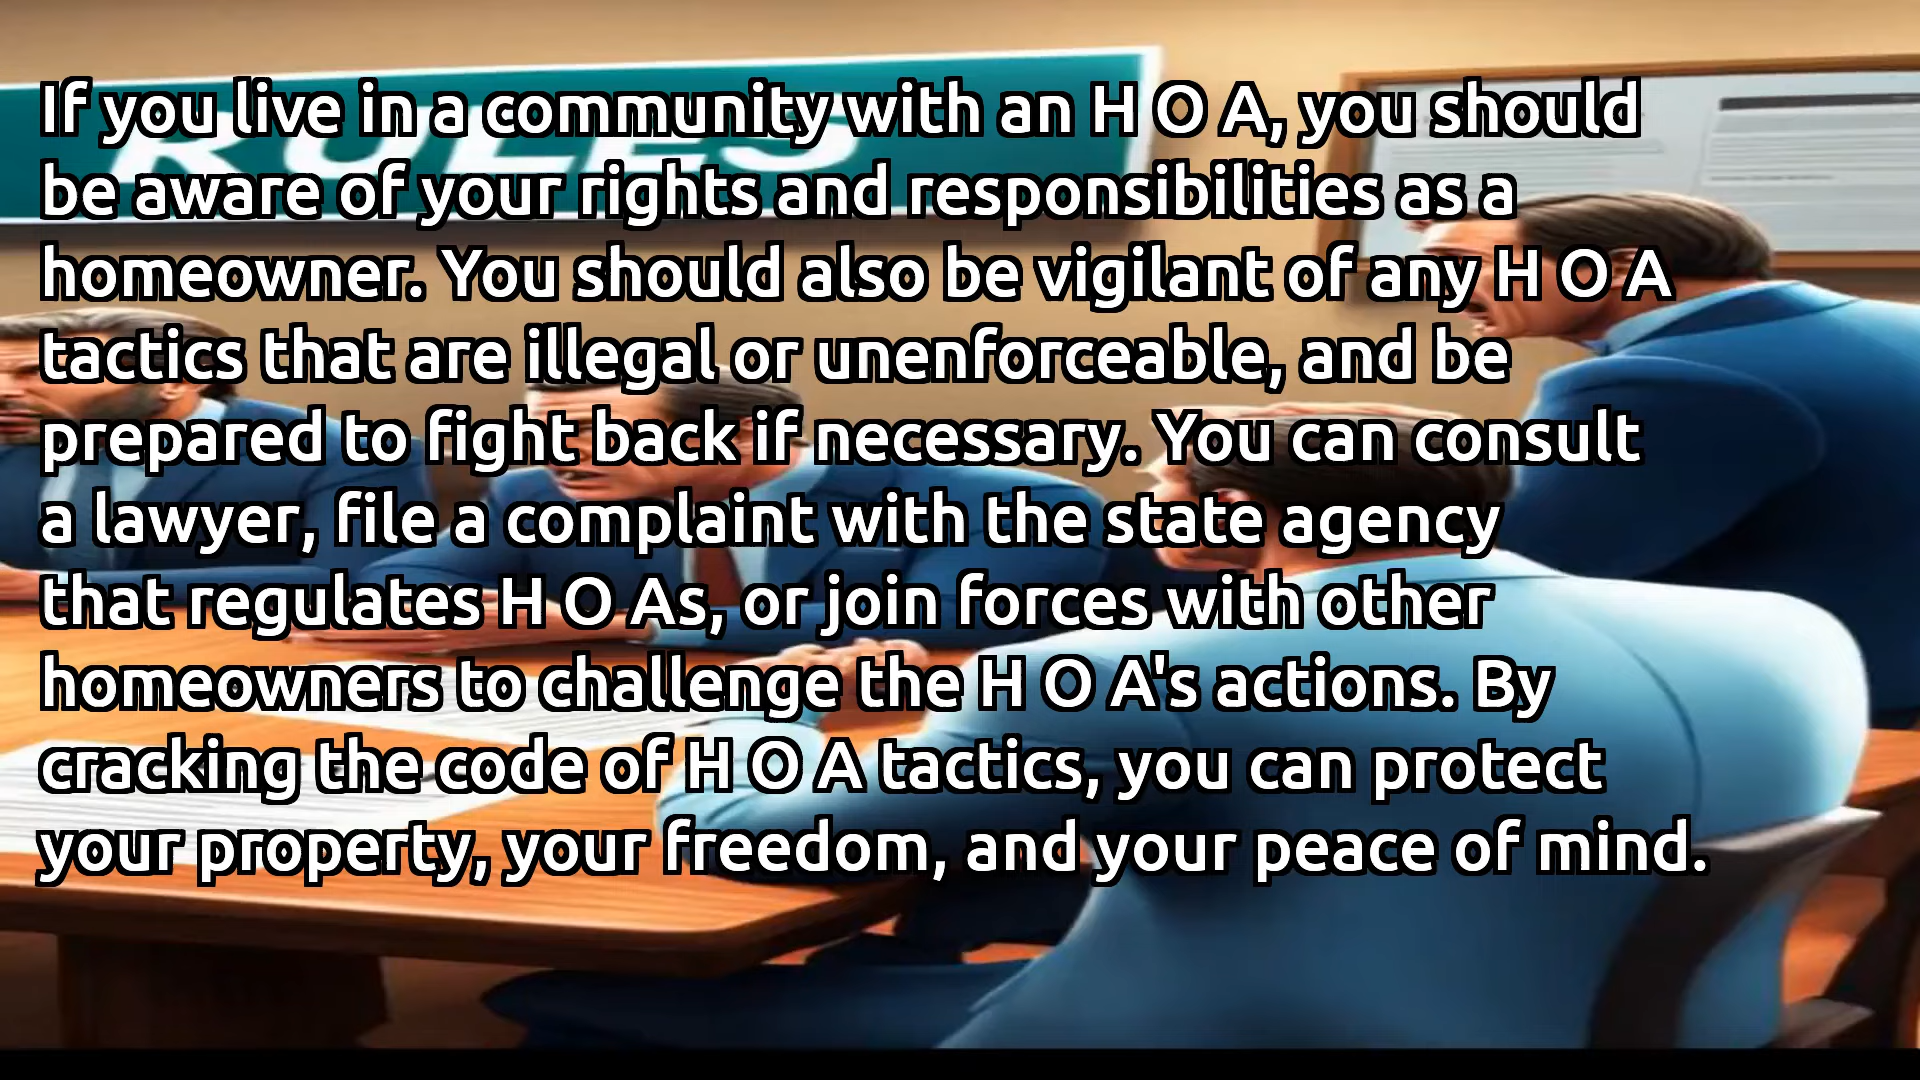 RULES
If you live in a community with an H O A, you should
be aware of your rights and responsibilities as a
homeowner. You should also be vigilant of any H O A
tactics that are illegal or unenforceable, and be
prepared to fight back if necessary. You can consult
a lawyer, file a complaint with the state agency
that regulates H O As, or join forces with other
homeowners to challenge the H O A's actions. By
cracking the code of H O A tactics, you can protect
your property, your freedom, and your peace of mind.